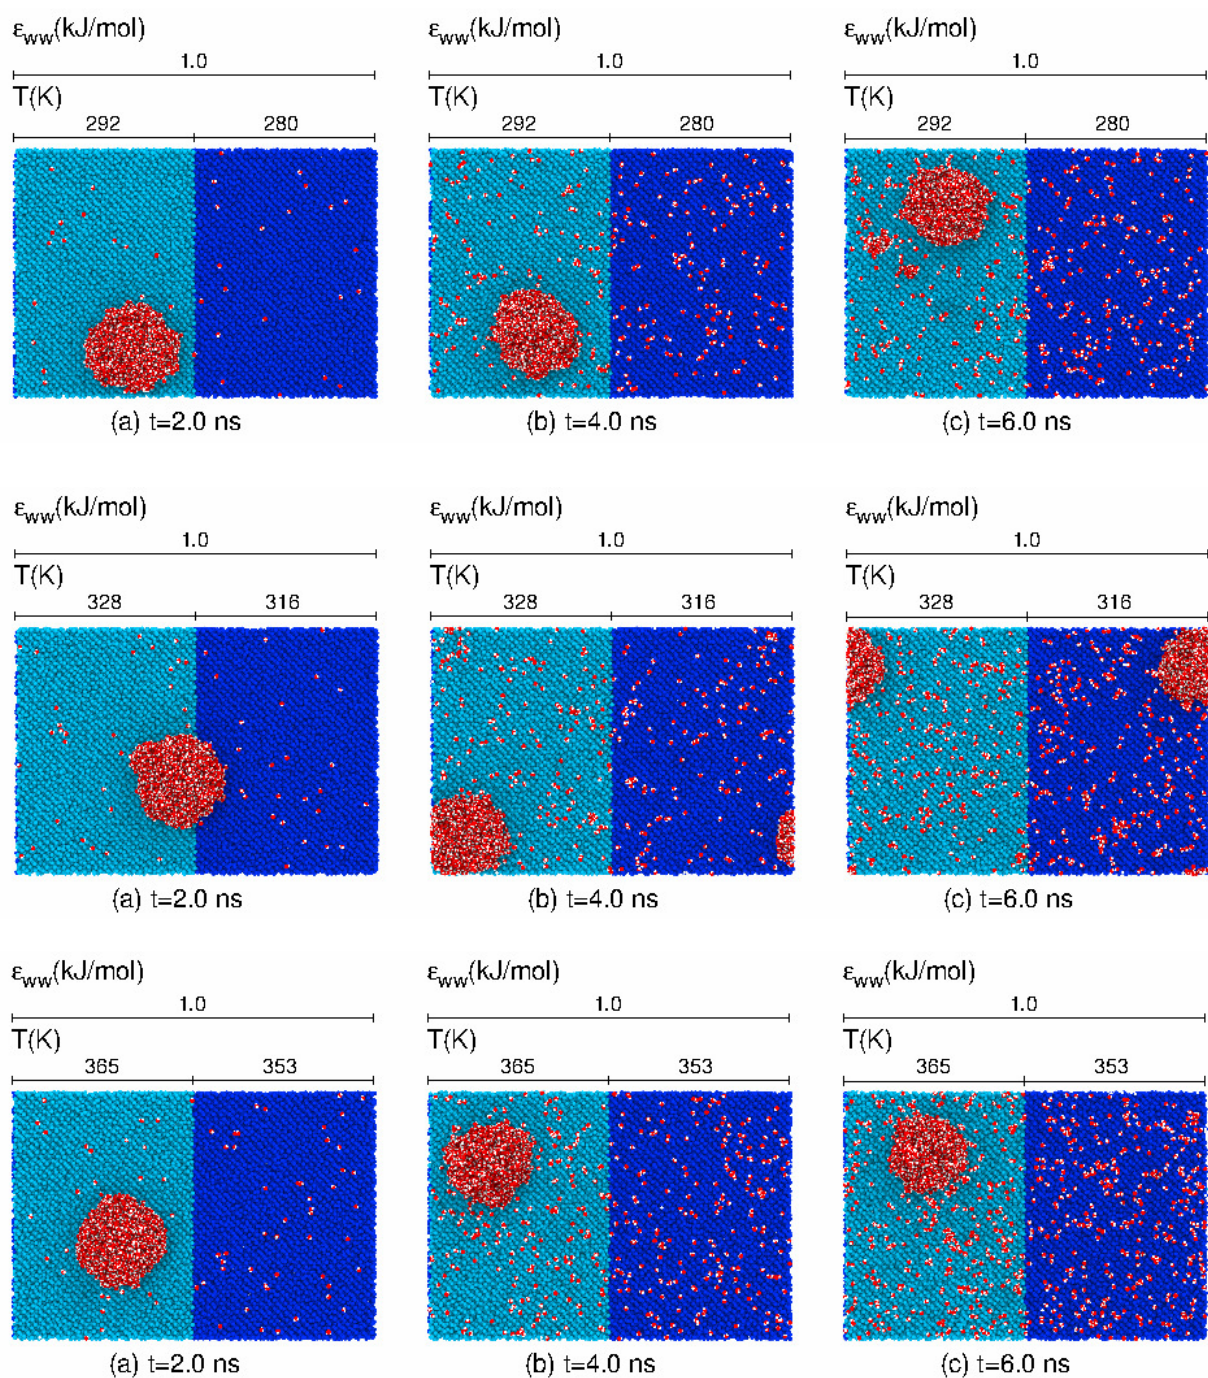 εww(kJ/mol) εww(kJ/mol) εww(kJ/mol)
1.0 1.0 1.0
T(K) T(K) T(K)
292 280 292 280 292 280
(a) t=2.0 ns (b) t=4.0 ns (c) t=6.0 ns
εww(kJ/mol) εww(kJ/mol) εww(kJ/mol)
1.0 1.0 1.0
T(K) T(K) T(K)
328 316 328 316 328 316
(a) t=2.0 ns (b) t=4.0 ns (c) t=6.0 ns
εww(kJ/mol) εww(kJ/mol) εww(kJ/mol)
1.0 1.0 1.0
T(K) T(K) T(K)
365 353 365 353 365 353
(a) t=2.0 ns (b) t=4.0 ns (c) t=6.0 ns